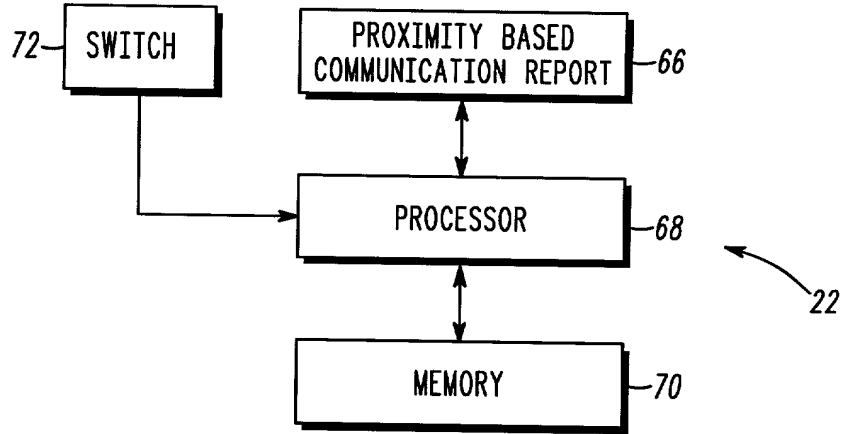 72
SWITCH
PROXIMITY BASED
COMMUNICATION REPORT
66
PROCESSOR
68
22
MEMORY
70